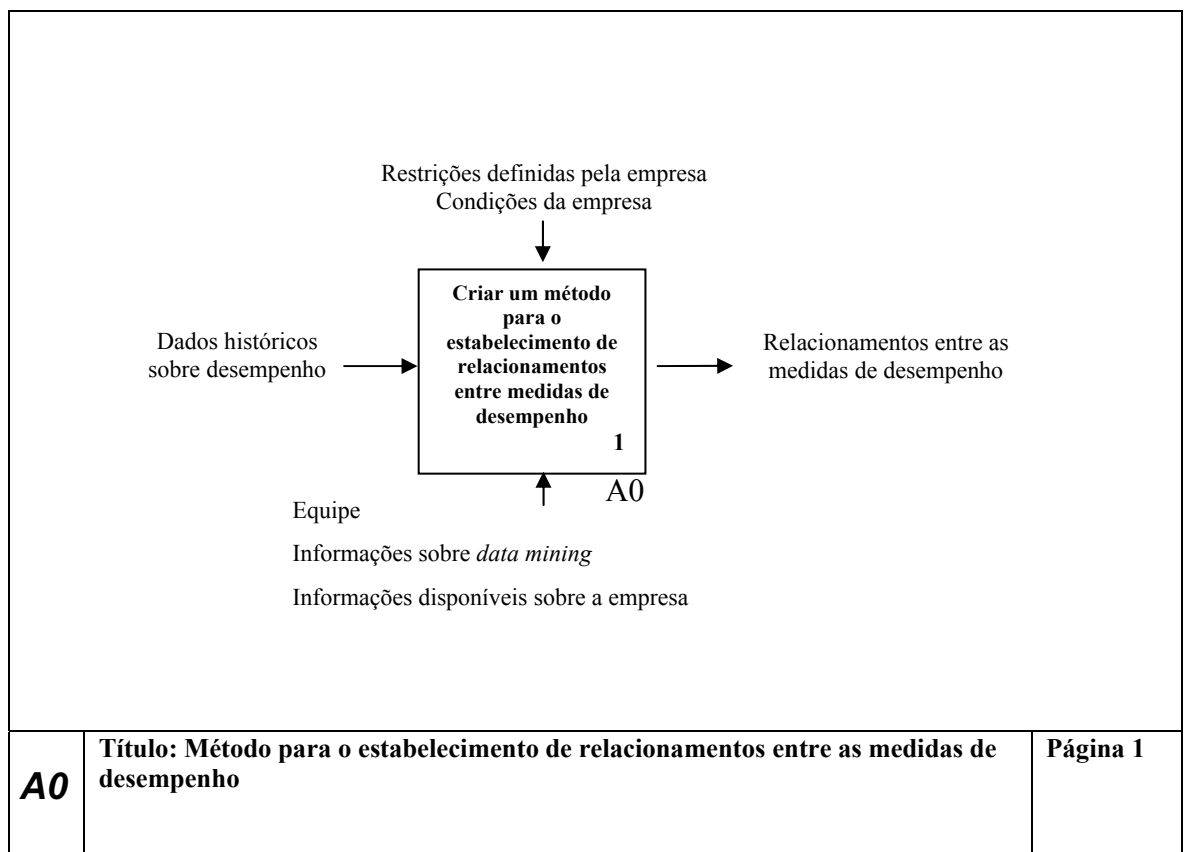 Restrições definidas pela empresa
Condições da empresa
Criar um método
para o
estabelecimento de
relacionamentos
entre medidas de
desempenho
1
Dados históricos
sobre desempenho
Relacionamentos entre as
medidas de desempenho
A0
Equipe
Informações sobre data mining
Informações disponíveis sobre a empresa
A0
Título: Método para o estabelecimento de relacionamentos entre as medidas de
desempenho
Página 1